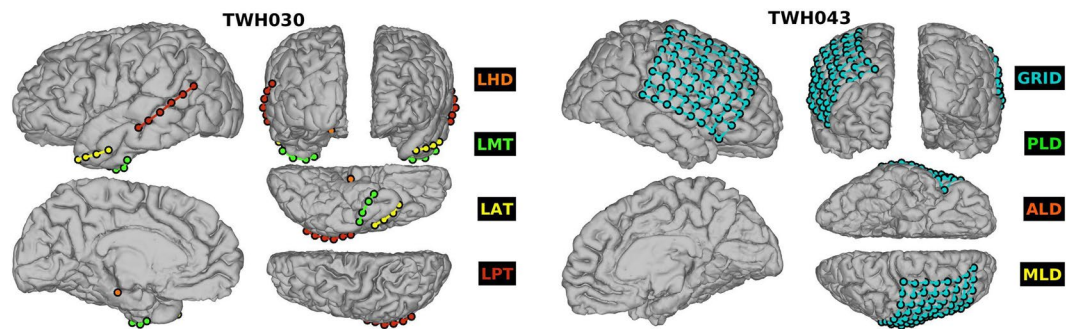 TWH030
LHD
LMT
LAT
LPT
TWH043
GRID
PLD
ALD
MLD